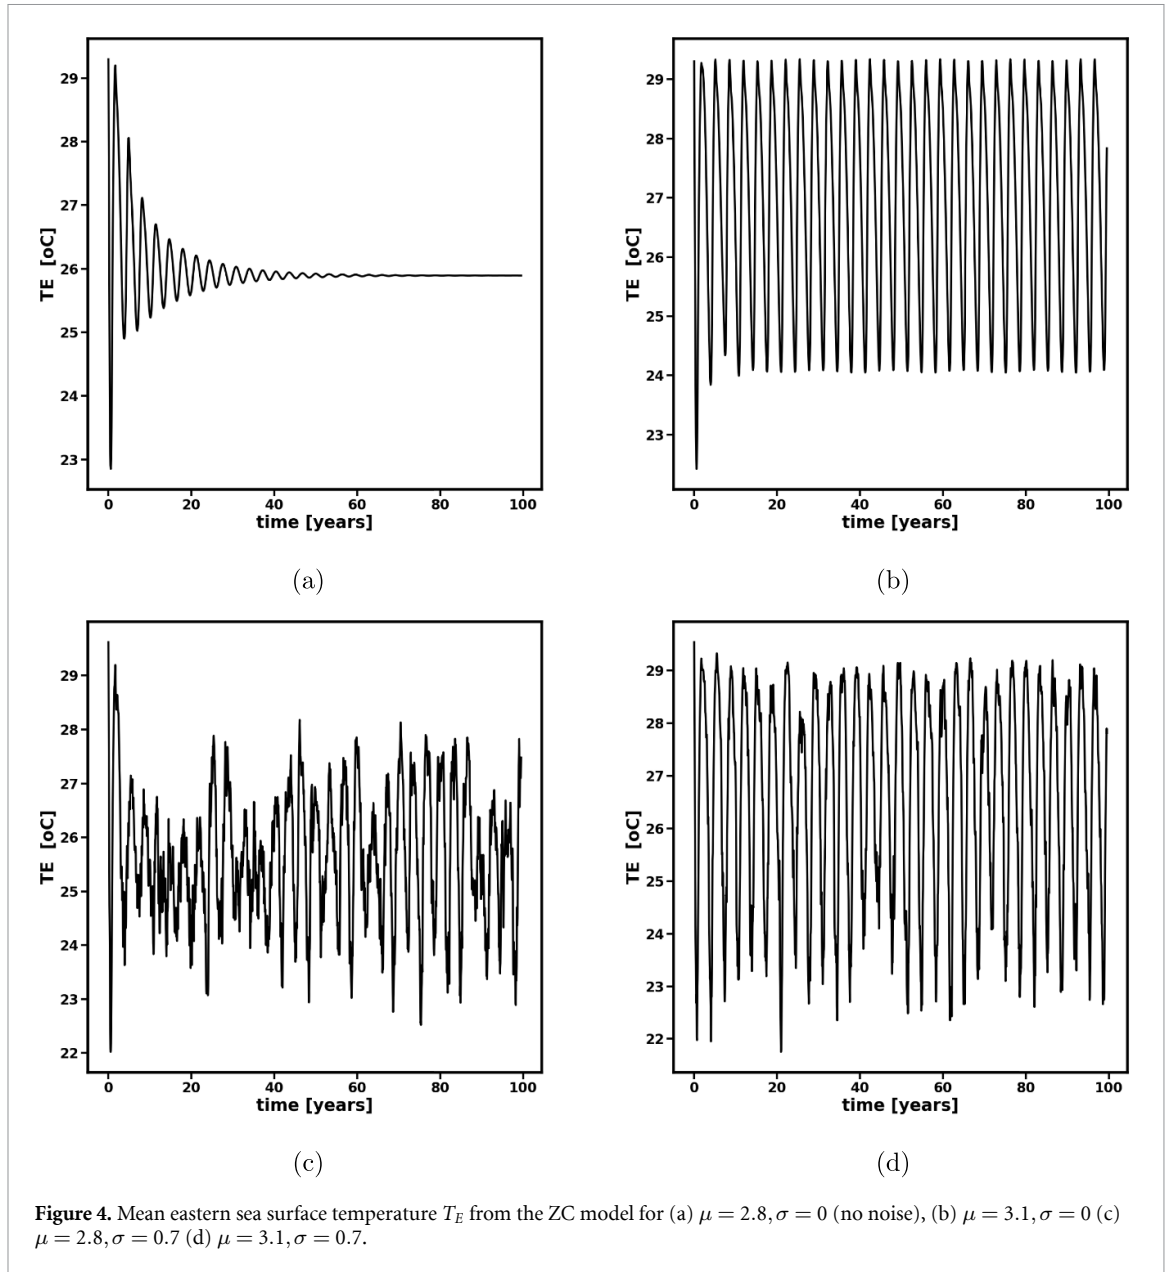 29
28
27
26
25
24
23
TE [oC]
0 20 40 60 80 100
time [years]
(a)
29
28
27
26
25
24
23
TE [oC]
0 20 40 60 80 100
time [years]
(b)
29
28
27
26
25
24
23
22
TE [oC]
0 20 40 60 80 100
time [years]
(c)
29
28
27
26
25
24
23
22
TE [oC]
0 20 40 60 80 100
time [years]
(d)
Figure 4. Mean eastern sea surface temperature T_E from the ZC model for (a) μ = 2.8, σ = 0 (no noise), (b) μ = 3.1, σ = 0 (c)
μ = 2.8, σ = 0.7 (d) μ = 3.1, σ = 0.7.